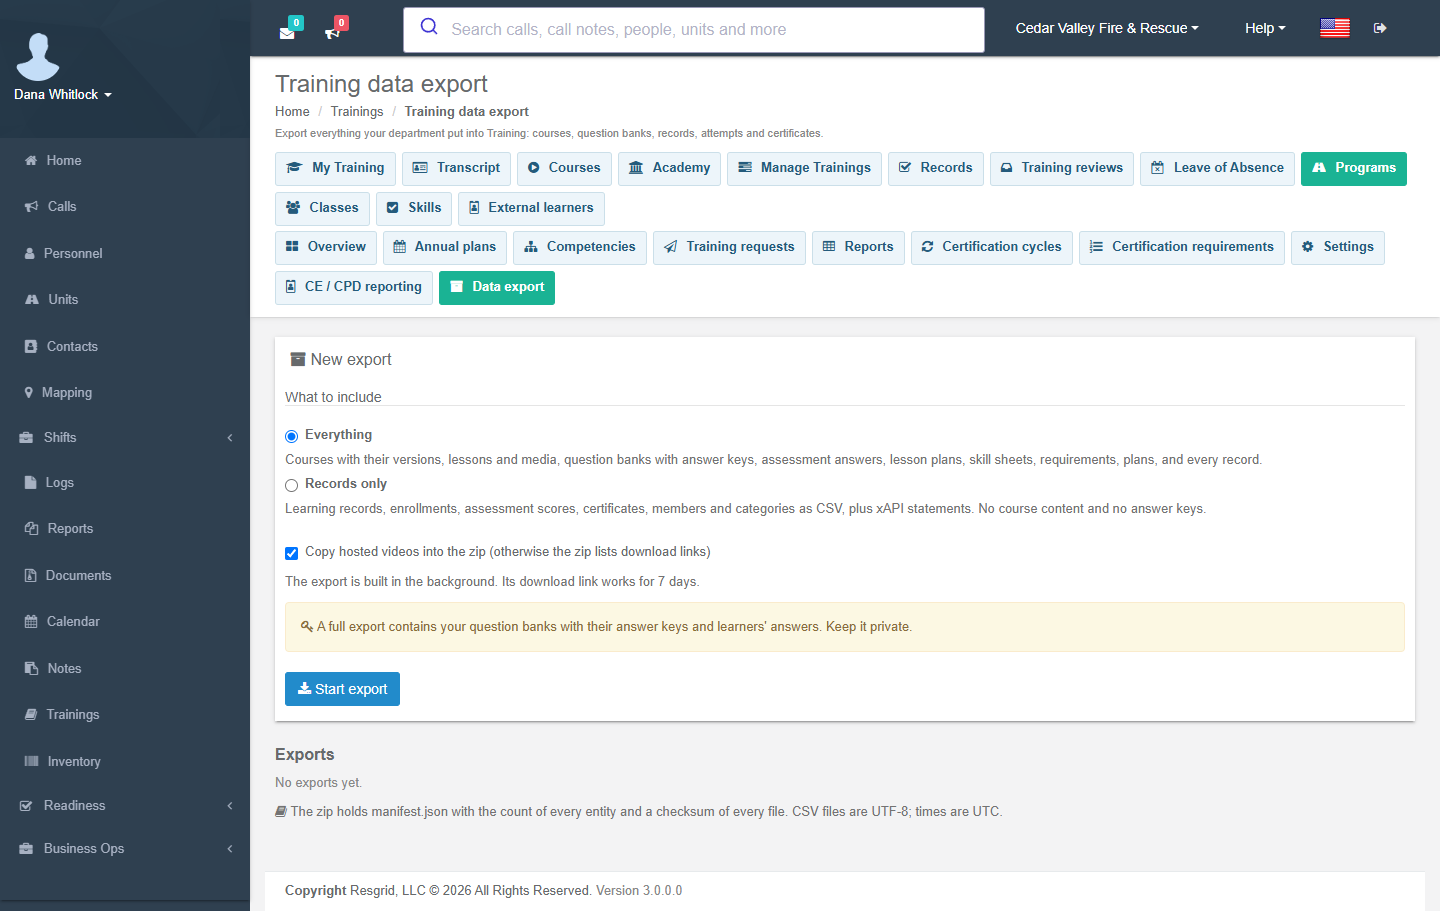 0
0
Search calls, call notes, people, units and more
Cedar Valley Fire & Rescue
Help
Dana Whitlock
Home
Calls
Personnel
Units
Contacts
Mapping
Shifts
Logs
Reports
Documents
Calendar
Notes
Trainings
Inventory
Readiness
Business Ops
Training data export
Home / Trainings / Training data export
Export everything your department put into Training: courses, question banks, records, attempts and certificates.
My Training Transcript Courses Academy Manage Trainings Records Training reviews Leave of Absence Programs
Classes Skills External learners
Overview Annual plans Competencies Training requests Reports Certification cycles Certification requirements Settings
CE / CPD reporting Data export
New export
What to include
Everything
Courses with their versions, lessons and media, question banks with answer keys, assessment answers, lesson plans, skill sheets, requirements, plans, and every record.
Records only
Learning records, enrollments, assessment scores, certificates, members and categories as CSV, plus xAPI statements. No course content and no answer keys.
Copy hosted videos into the zip (otherwise the zip lists download links)
The export is built in the background. Its download link works for 7 days.
A full export contains your question banks with their answer keys and learners' answers. Keep it private.
Start export
Exports
No exports yet.
The zip holds manifest.json with the count of every entity and a checksum of every file. CSV files are UTF-8; times are UTC.
Copyright Resgrid, LLC © 2026 All Rights Reserved. Version 3.0.0.0